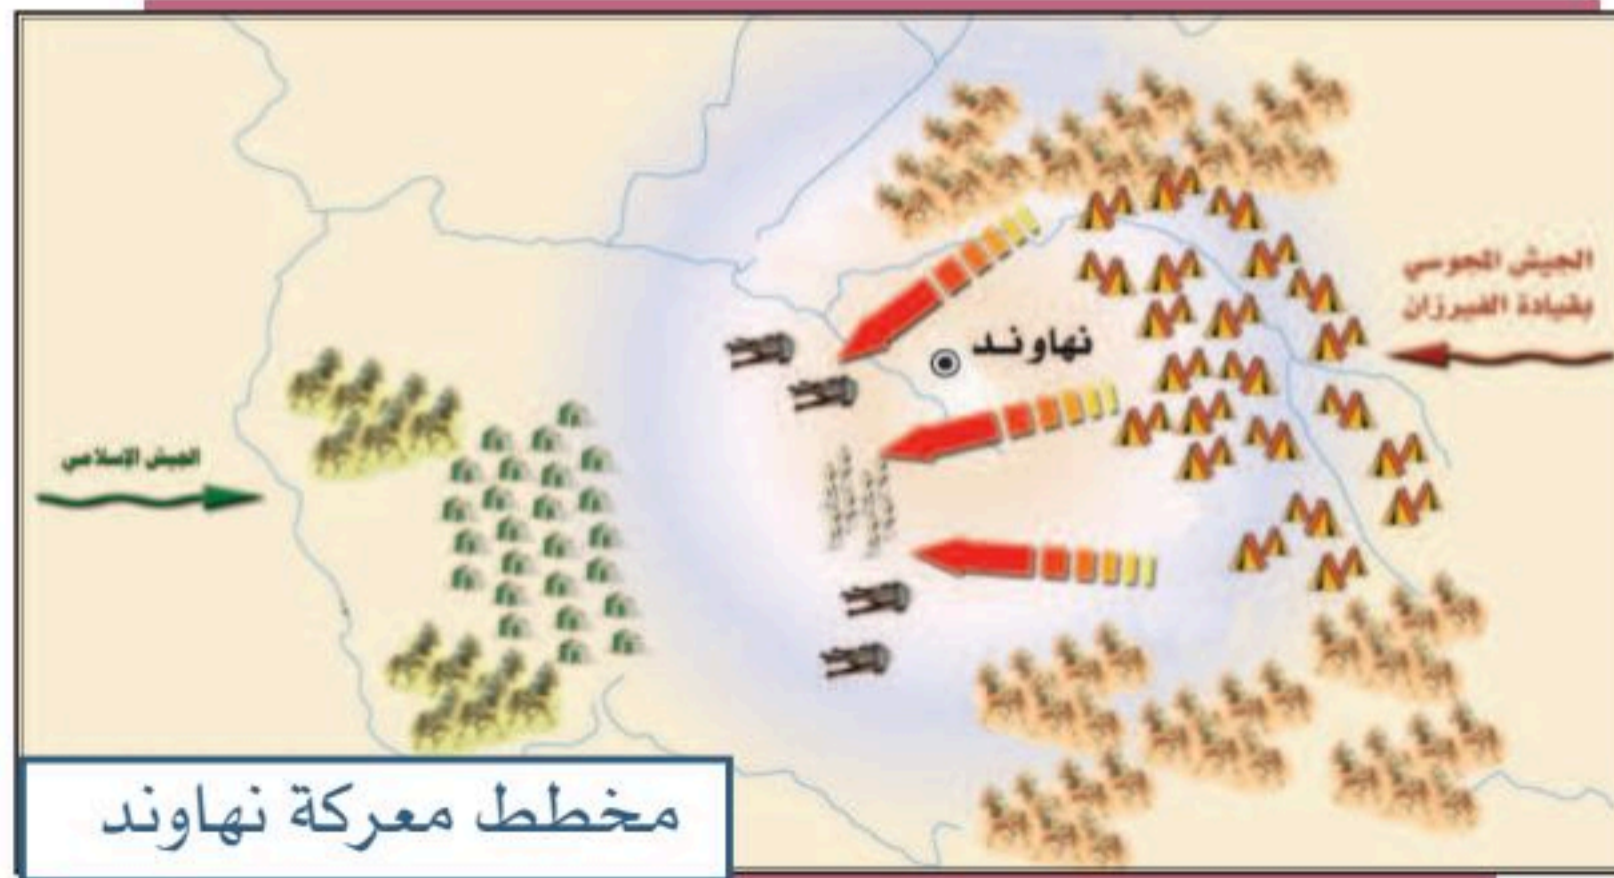 الجيش المجوسي
بقيادة الفيرزان
نهاوند
الجيش الإسلامي
مخطط معركة نهاوند